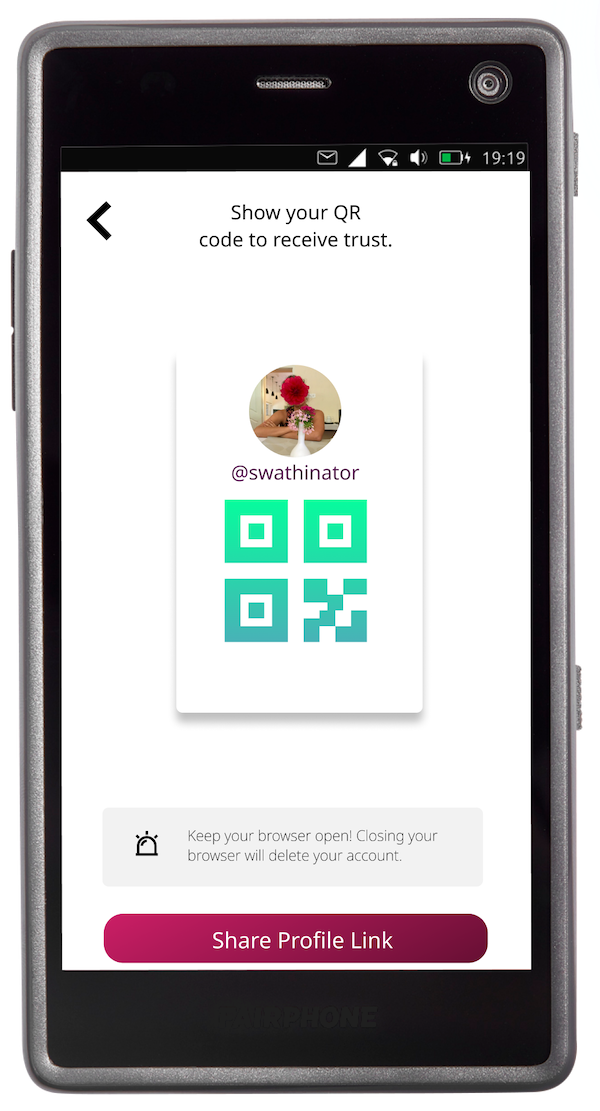 19:19
Show your QR
code to receive trust.
@swathinator
Keep your browser open! Closing your
browser will delete your account.
Share Profile Link
FAIRPHONE